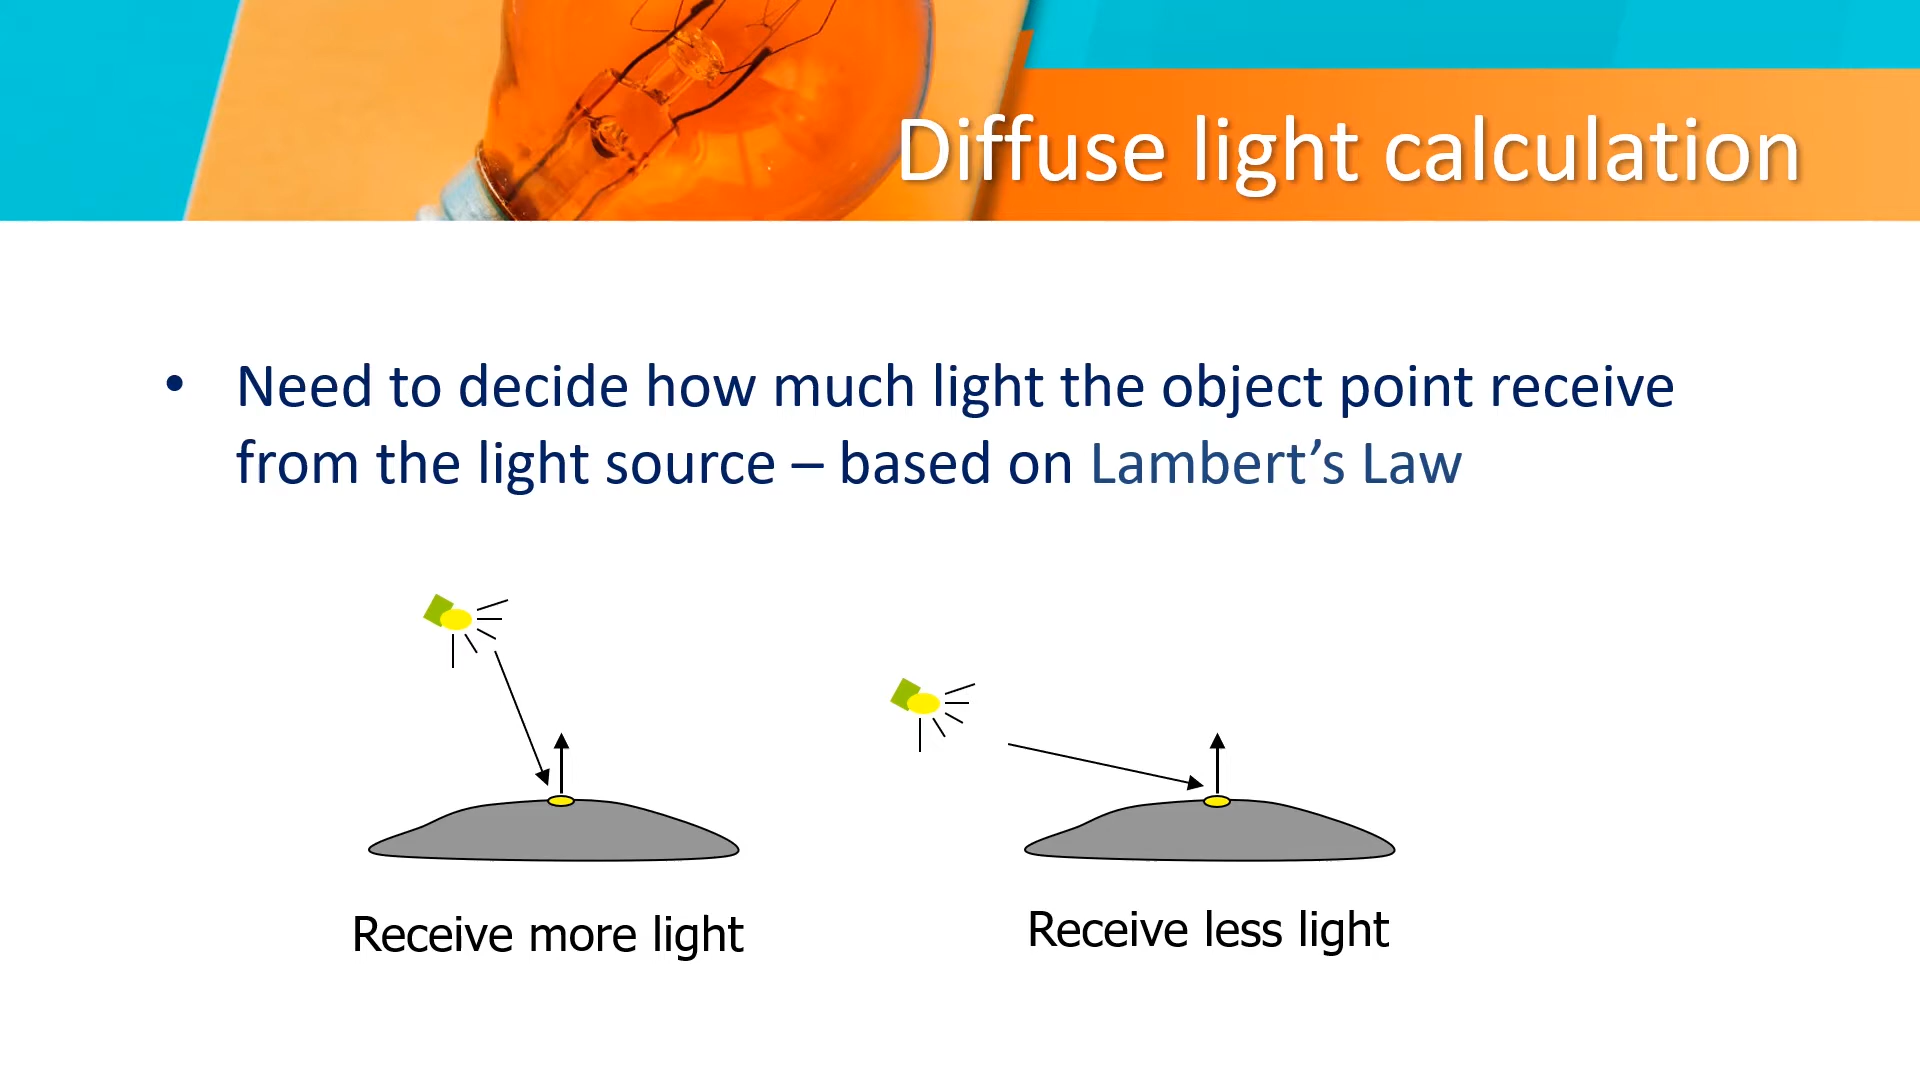 Diffuse light calculation
• Need to decide how much light the object point receive
from the light source – based on Lambert’s Law
Receive more light
Receive less light